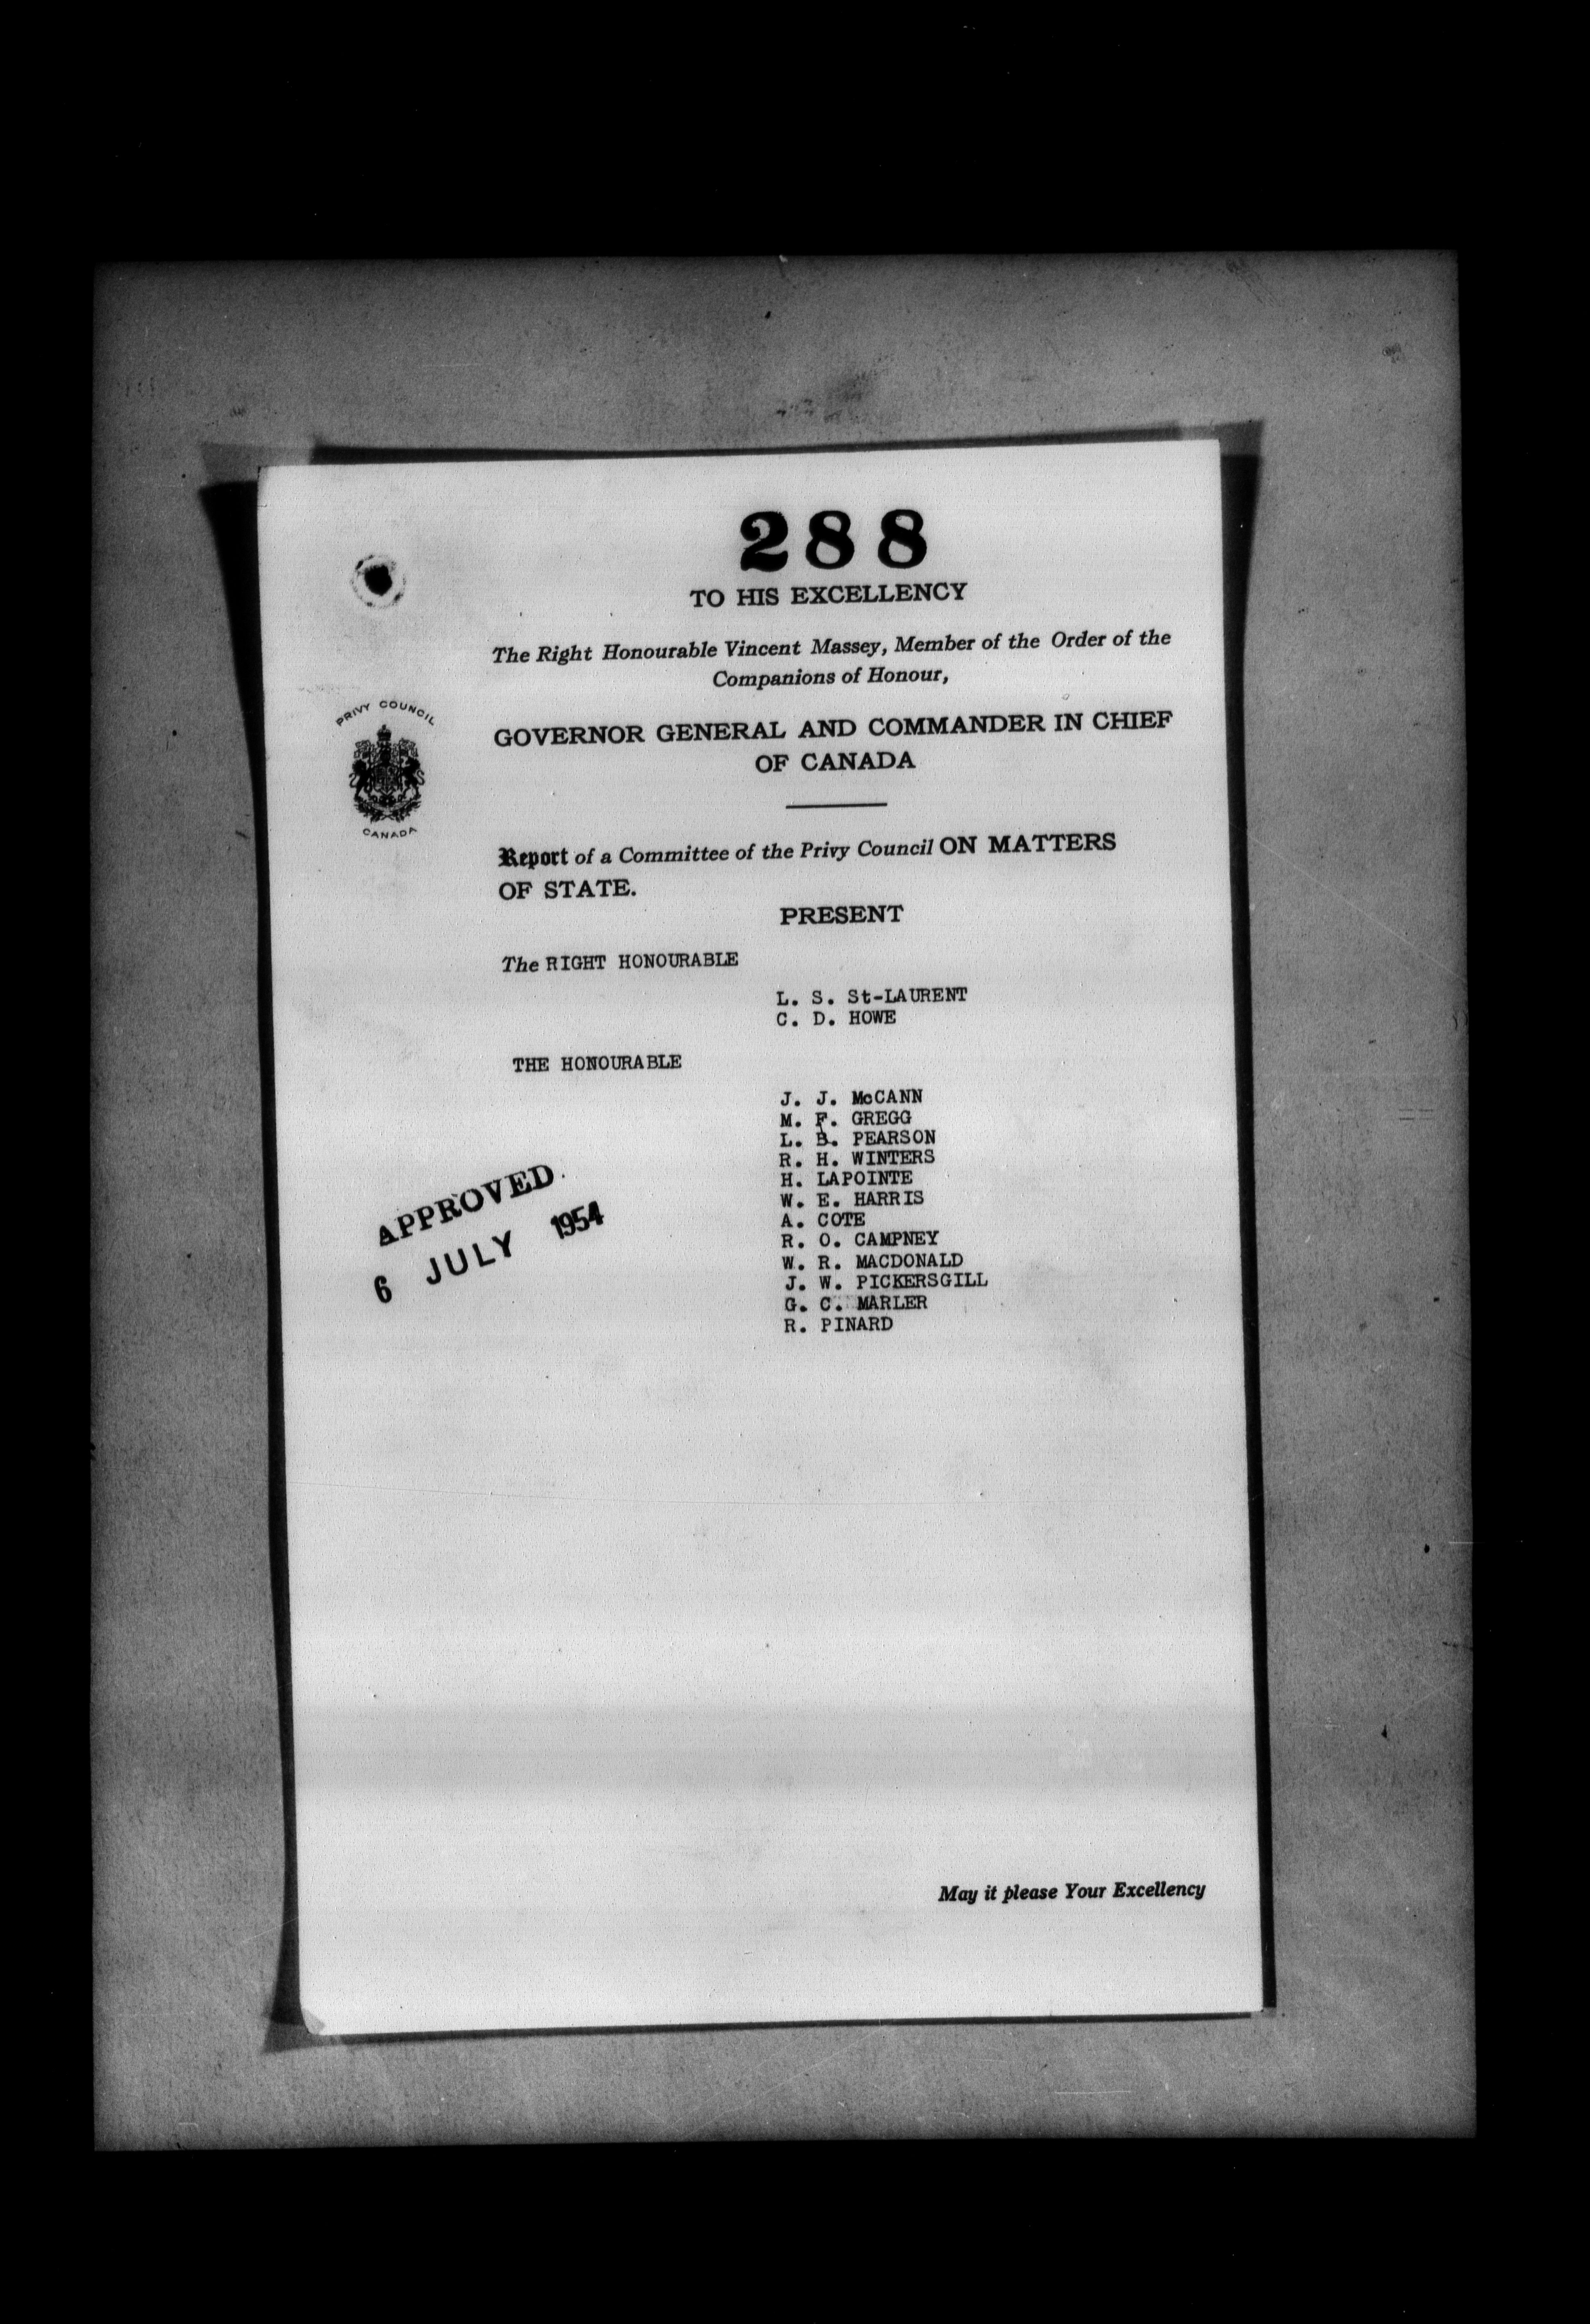 288
TO HIS EXCELLENCY
The Right Honourable Vincent Massey, Member of the Order of the
Companions of Honour,
PRIVY COUNCIL
CANADA
GOVERNOR GENERAL AND COMMANDER IN CHIEF
OF CANADA
Report of a Committee of the Privy Council ON MATTERS
OF STATE.
PRESENT
The RIGHT HONOURABLE
L. S. St-LAURENT
C. D. HOWE
THE HONOURABLE
J. J. McCANN
M. F. GREGG
L. B. PEARSON
R. H. WINTERS
H. LAPOINTE
W. E. HARRIS
A. COTE
R. O. CAMPNEY
W. R. MACDONALD
J. W. PICKERSGILL
G. C. MARLER
R. PINARD
APPROVED
6 JULY 1954
May it please Your Excellency